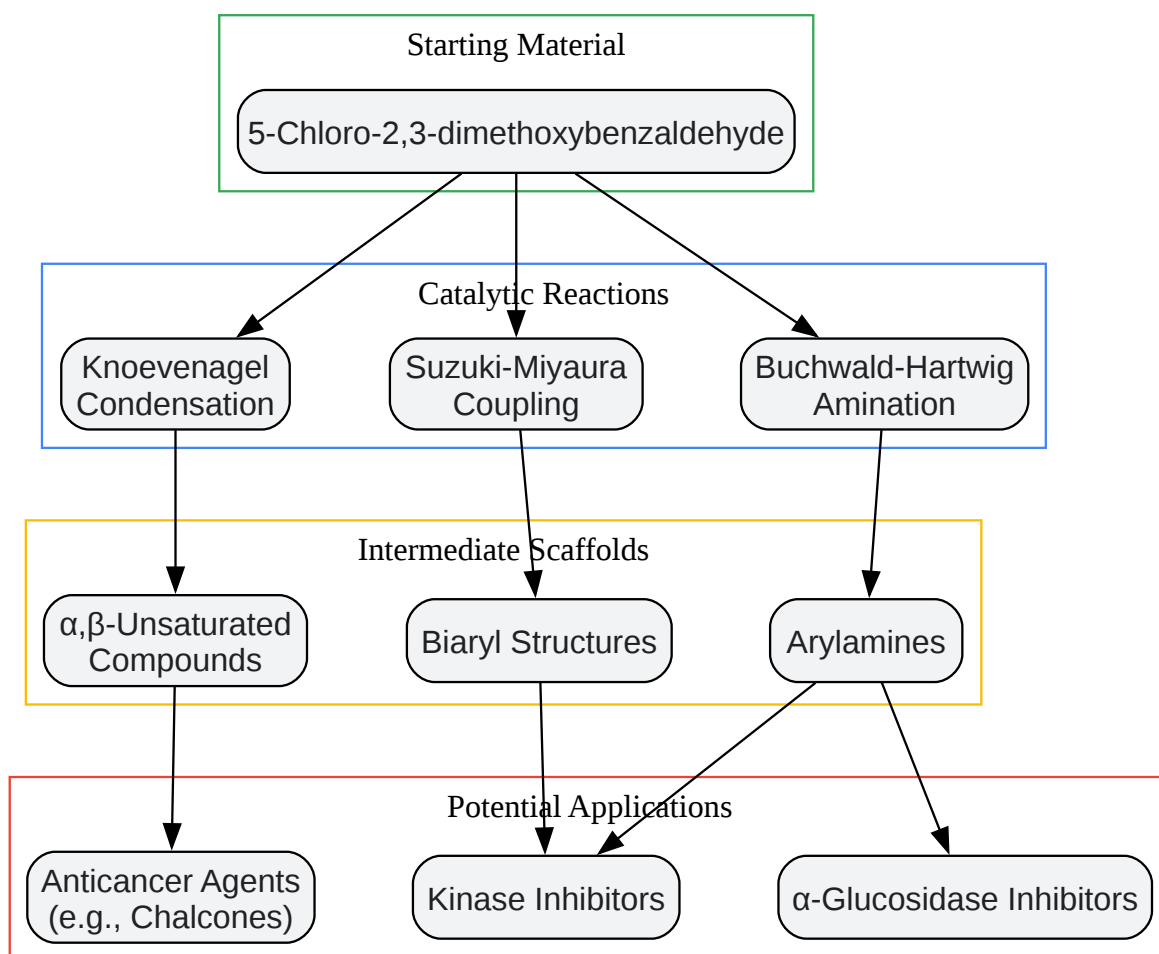 Starting Material
5-Chloro-2,3-dimethoxybenzaldehyde
Catalytic Reactions
Knoevenagel
Condensation
Suzuki-Miyaura
Coupling
Buchwald-Hartwig
Amination
Intermediate Scaffolds
α,β-Unsaturated
Compounds
Biaryl Structures
Arylamines
Potential Applications
Anticancer Agents
(e.g., Chalcones)
Kinase Inhibitors
α-Glucosidase Inhibitors